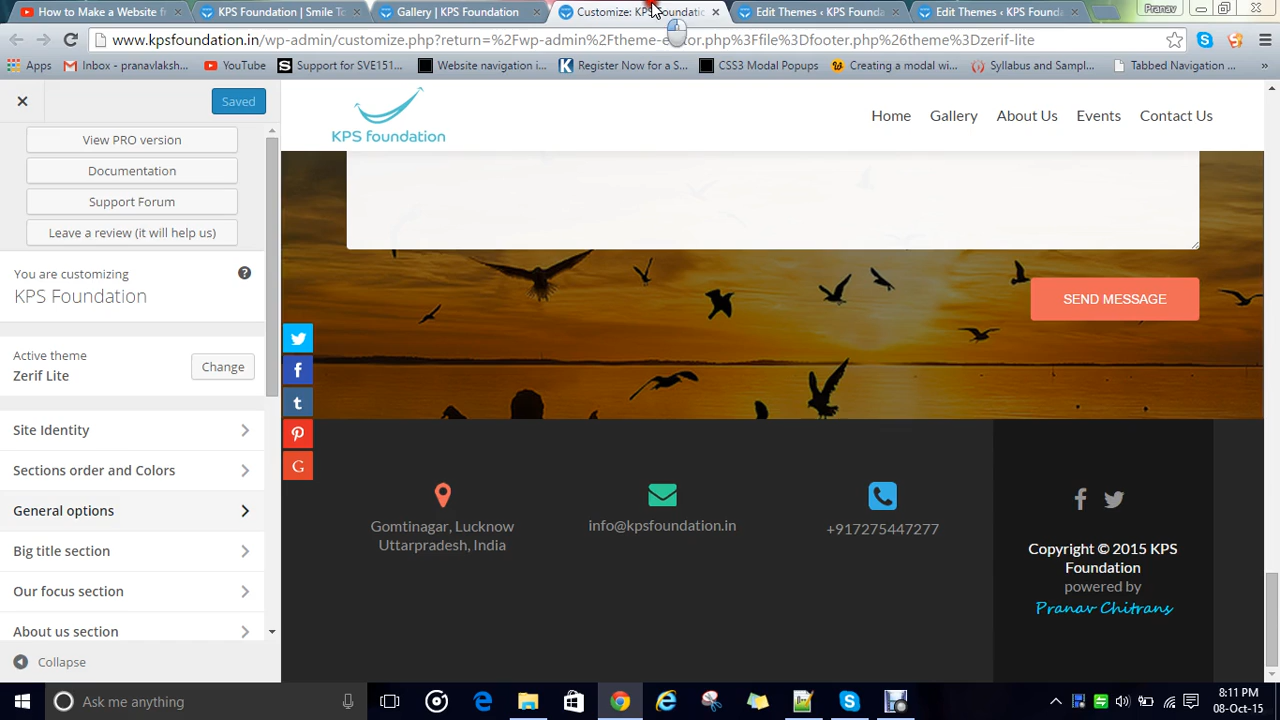 How to Make a Website fr
KPS Foundation | Smile To
Gallery | KPS Foundation
Customize: KPS Foundatio
Edit Themes ‹ KPS Founda
Edit Themes ‹ KPS Founda
Pranav
www.kpsfoundation.in/wp-admin/customize.php?return=%2Fwp-admin%2Ftheme-editor.php%3Ffile%3Dfooter.php%26theme%3Dzerif-lite
Apps
Inbox - pranavlaksh...
YouTube
Support for SVE151...
Website navigation i...
Register Now for a S...
CSS3 Modal Popups
Creating a modal wi...
Syllabus and Sampl...
Tabbed Navigation ...
»
Saved
View PRO version
Documentation
Support Forum
Leave a review (it will help us)
You are customizing
KPS Foundation
Active theme
Zerif Lite
Change
Site Identity
Sections order and Colors
General options
Big title section
Our focus section
About us section
Collapse
KPS foundation
Home
Gallery
About Us
Events
Contact Us
SEND MESSAGE
Gomtinagar, Lucknow
Uttarpradesh, India
info@kpsfoundation.in
+917275447277
Copyright © 2015 KPS
Foundation
powered by
Pranav Chitrans
Ask me anything
8:11 PM
08-Oct-15